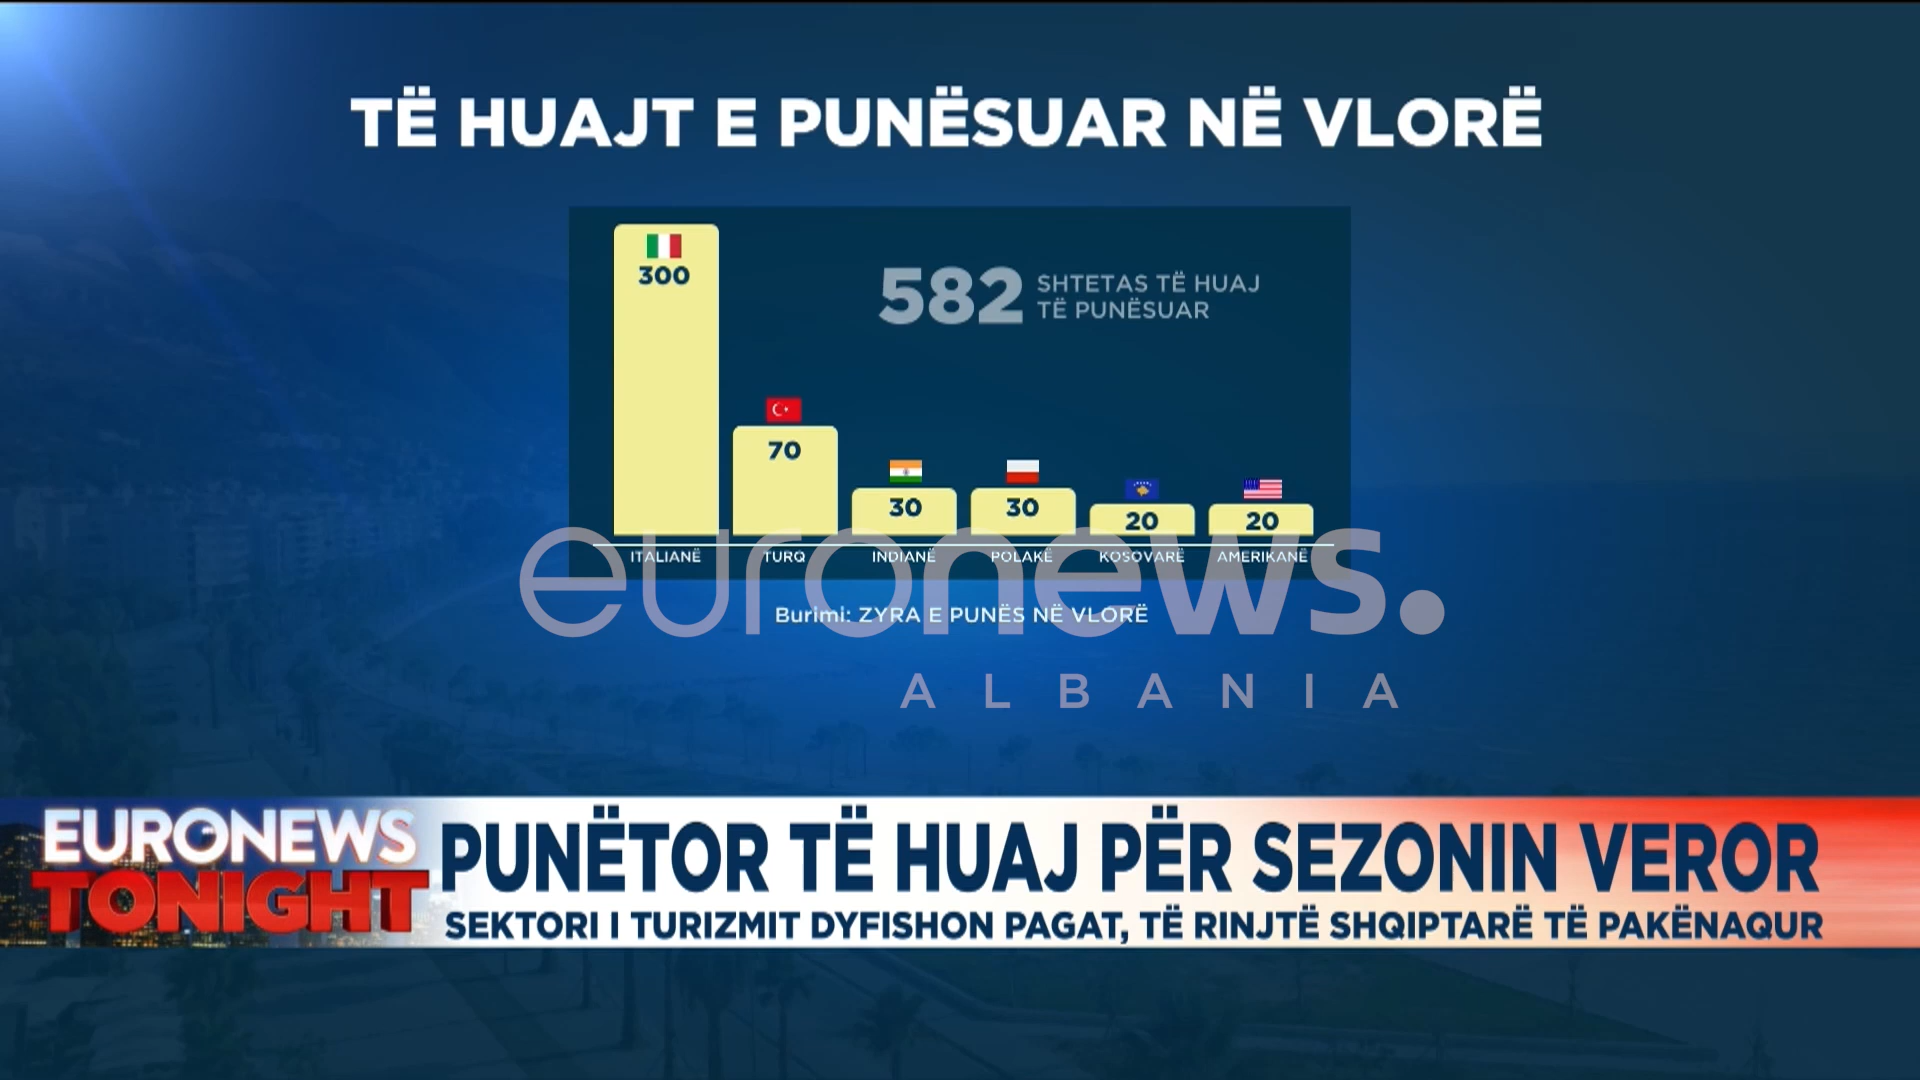 TË HUAJT E PUNËSUAR NË VLORË
300
582 SHTETAS TË HUAJ
TË PUNËSUAR
70
30
30
20
20
ITALIANË TURQ INDIANË POLAKË KOSOVARË AMERIKANË
euronews.
Burimi: ZYRA E PUNËS NË VLORË
ALBANIA
EURONEWS
TONIGHT
PUNËTOR TË HUAJ PËR SEZONIN VEROR
SEKTORI I TURIZMIT DYFISHON PAGAT, TË RINJTË SHQIPTARË TË PAKËNAQUR